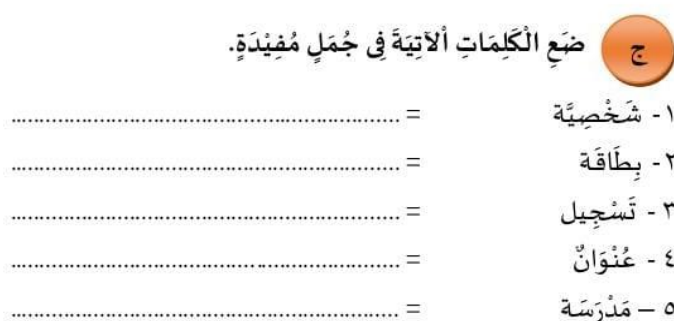 ج ضَعِ الْكَلِمَاتِ الْآتِيَةَ فِى جُمَلٍ مُفِيْدَةٍ.
١- شَخْصِيَّة = ..............................................................
٢- بِطَاقَة = ..............................................................
٣ - تَسْجِيل = ..............................................................
٤ - عُنْوَانٌ = ..............................................................
٥ – مَدْرَسَة = ..............................................................